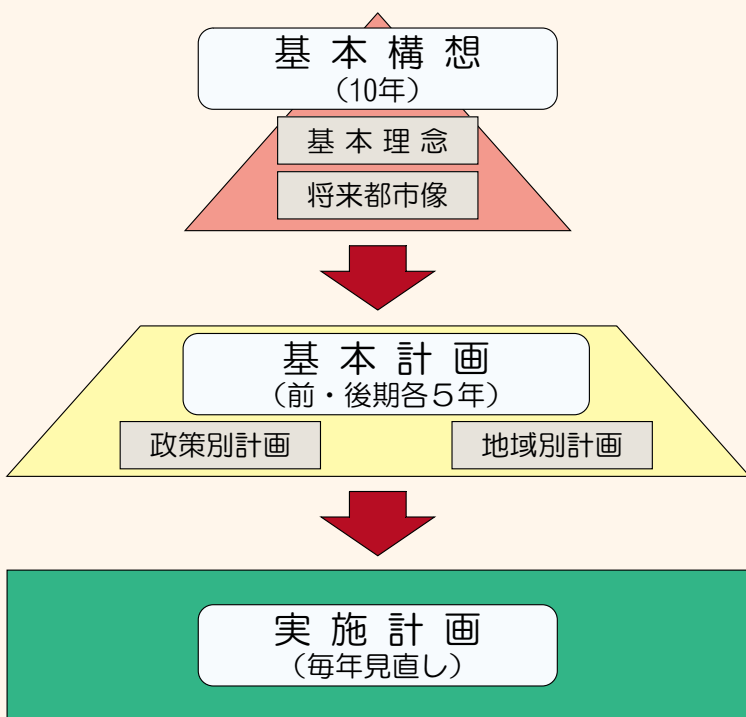 基本構想
（10年）
基本理念
将来都市像
基本計画
（前・後期各５年）
政策別計画
地域別計画
実施計画
（毎年見直し）